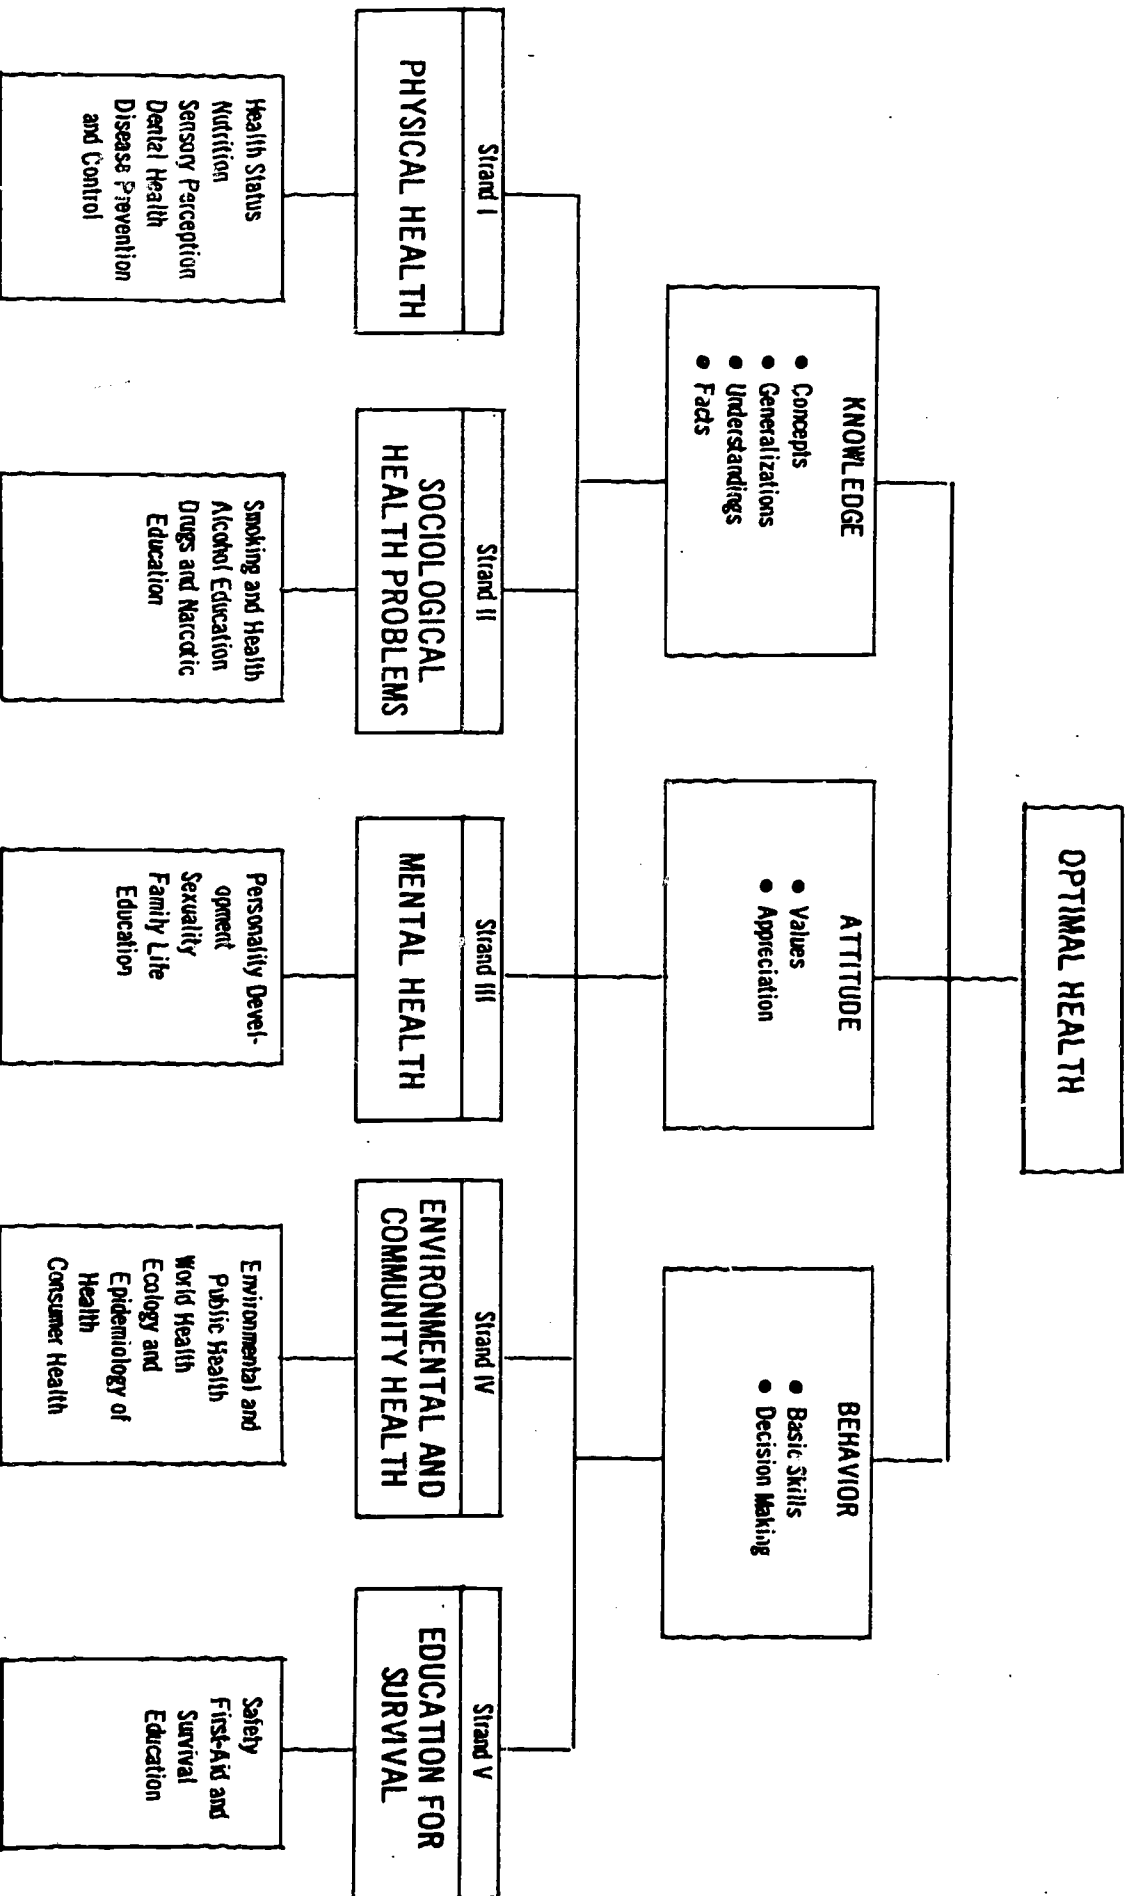 OPTIMAL HEALTH
KNOWLEDGE
• Concepts
• Generalizations
• Understandings
• Facts
ATTITUDE
• Values
• Appreciation
BEHAVIOR
• Basic Skills
• Decision Making
Strand I
PHYSICAL HEALTH
Strand II
SOCIOLOGICAL
HEALTH PROBLEMS
Strand III
MENTAL HEALTH
Strand IV
ENVIRONMENTAL AND
COMMUNITY HEALTH
Strand V
EDUCATION FOR
SURVIVAL
Health Status
Nutrition
Sensory Perception
Dental Health
Disease Prevention
and Control
Smoking and Health
Alcohol Education
Drugs and Narcotic
Education
Personality Devel-
opment
Sexuality
Family Life
Education
Environmental and
Public Health
World Health
Ecology and
Epidemiology of
Health
Consumer Health
Safety
First-Aid and
Survival
Education